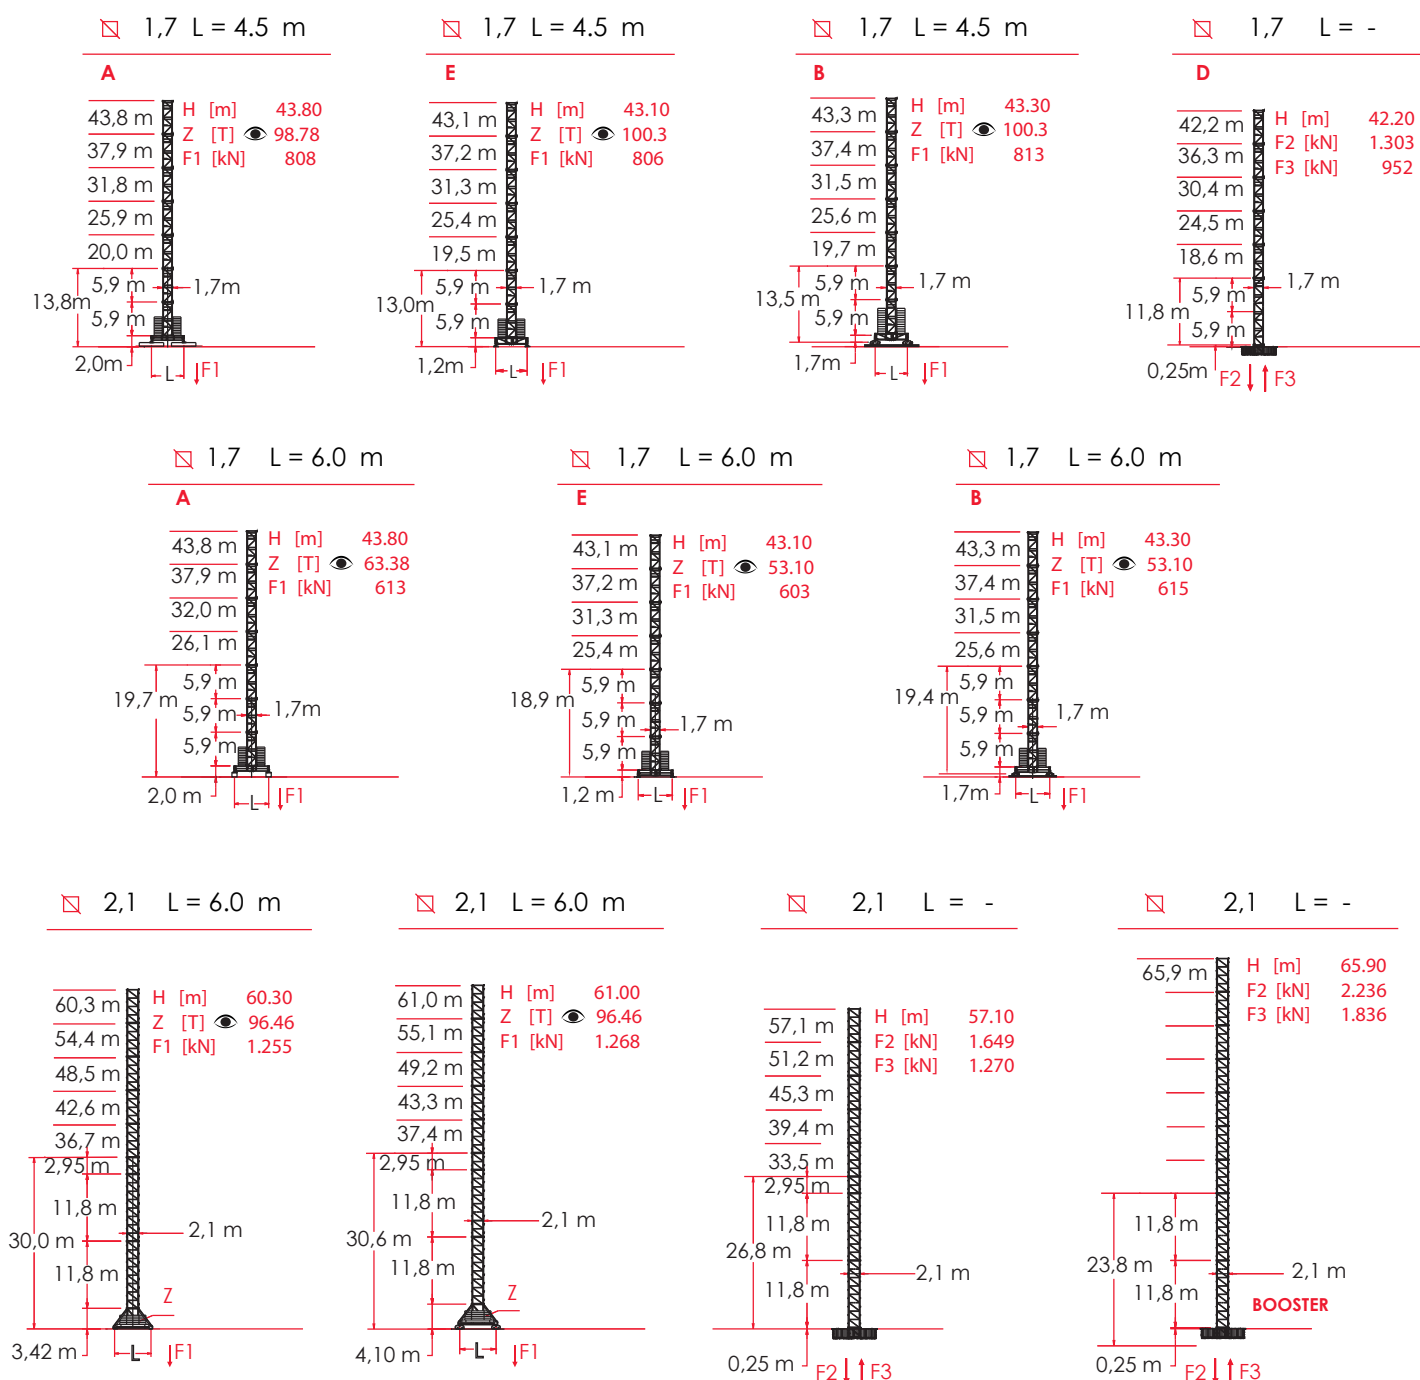 1,7 L = 4.5 m
A
H [m] 43.80
Z [T] 98.78
F1 [kN] 808
43,8 m
37,9 m
31,8 m
25,9 m
20,0 m
5,9 m
1,7m
13,8m
5,9 m
2,0m
L
F1
1,7 L = 4.5 m
E
H [m] 43.10
Z [T] 100.3
F1 [kN] 806
43,1 m
37,2 m
31,3 m
25,4 m
19,5 m
5,9 m
1,7 m
13,0m
5,9 m
1,2m
L
F1
1,7 L = 4.5 m
B
H [m] 43.30
Z [T] 100.3
F1 [kN] 813
43,3 m
37,4 m
31,5 m
25,6 m
19,7 m
5,9 m
1,7 m
13,5 m
5,9 m
1,7m
L
F1
1,7 L = -
D
H [m] 42.20
F2 [kN] 1.303
F3 [kN] 952
42,2 m
36,3 m
30,4 m
24,5 m
18,6 m
5,9 m
1,7 m
11,8 m
5,9 m
0,25m
F2 F3
1,7 L = 6.0 m
A
H [m] 43.80
Z [T] 63.38
F1 [kN] 613
43,8 m
37,9 m
32,0 m
26,1 m
5,9 m
19,7 m
5,9 m
1,7m
5,9 m
2,0 m
L
F1
1,7 L = 6.0 m
E
H [m] 43.10
Z [T] 53.10
F1 [kN] 603
43,1 m
37,2 m
31,3 m
25,4 m
5,9 m
18,9 m
5,9 m
1,7 m
5,9 m
1,2 m
L
F1
1,7 L = 6.0 m
B
H [m] 43.30
Z [T] 53.10
F1 [kN] 615
43,3 m
37,4 m
31,5 m
25,6 m
5,9 m
19,4 m
5,9 m
1,7 m
5,9 m
1,7m
L
F1
2,1 L = 6.0 m
H [m] 60.30
Z [T] 96.46
F1 [kN] 1.255
60,3 m
54,4 m
48,5 m
42,6 m
36,7 m
2,95 m
11,8 m
2,1 m
30,0 m
11,8 m
Z
3,42 m
L
F1
2,1 L = 6.0 m
H [m] 61.00
Z [T] 96.46
F1 [kN] 1.268
61,0 m
55,1 m
49,2 m
43,3 m
37,4 m
2,95 m
11,8 m
2,1 m
30,6 m
11,8 m
Z
4,10 m
L
F1
2,1 L = -
H [m] 57.10
F2 [kN] 1.649
F3 [kN] 1.270
57,1 m
51,2 m
45,3 m
39,4 m
33,5 m
2,95 m
11,8 m
26,8 m
2,1 m
11,8 m
0,25 m
F2 F3
2,1 L = -
H [m] 65.90
F2 [kN] 2.236
F3 [kN] 1.836
65,9 m
11,8 m
23,8 m
2,1 m
11,8 m
BOOSTER
0,25 m
F2 F3